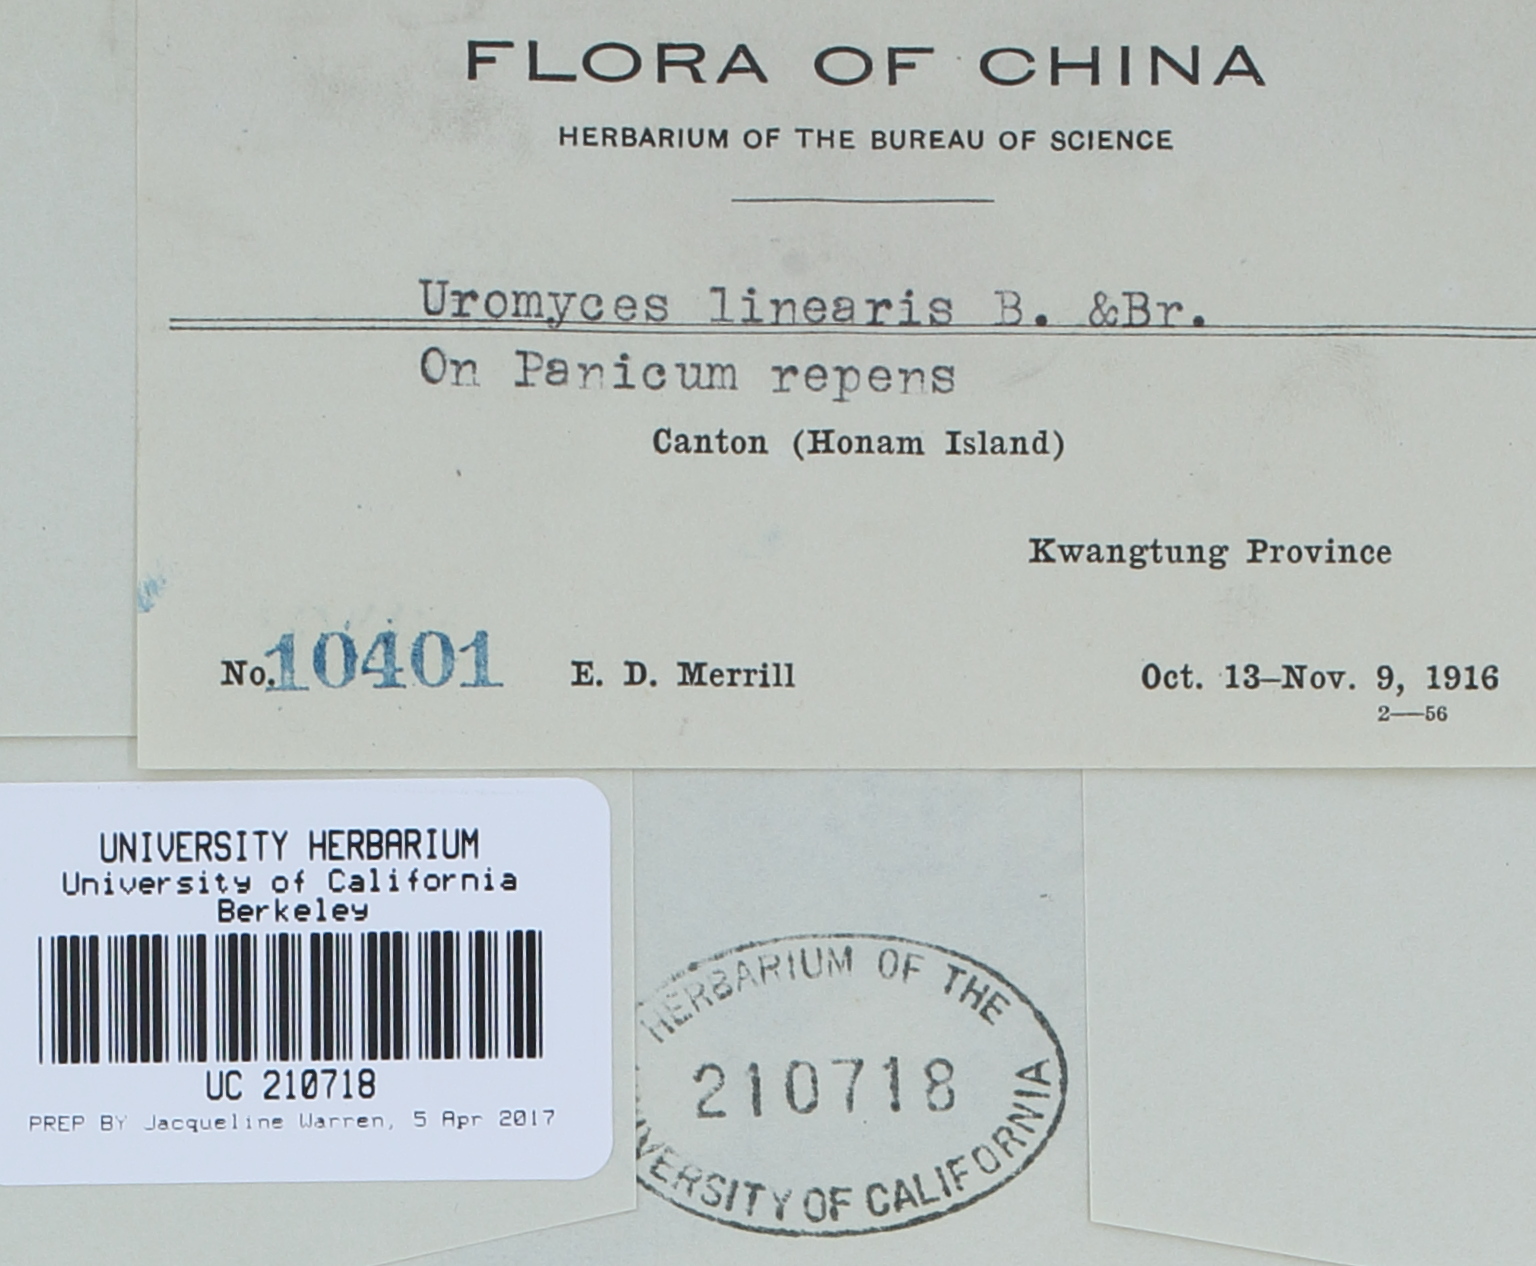 FLORA OF CHINA
HERBARIUM OF THE BUREAU OF SCIENCE
Uromyces linearis B. &Br.
On Panicum repens
Canton (Honam Island)
Kwangtung Province
No. 10401 E. D. Merrill Oct. 13–Nov. 9, 1916
2—56
UNIVERSITY HERBARIUM
University of California
Berkeley
UC 210718
PREP BY Jacqueline Warren, 5 Apr 2017
HERBARIUM OF THE
210718
VERSITY OF CALIFORNIA